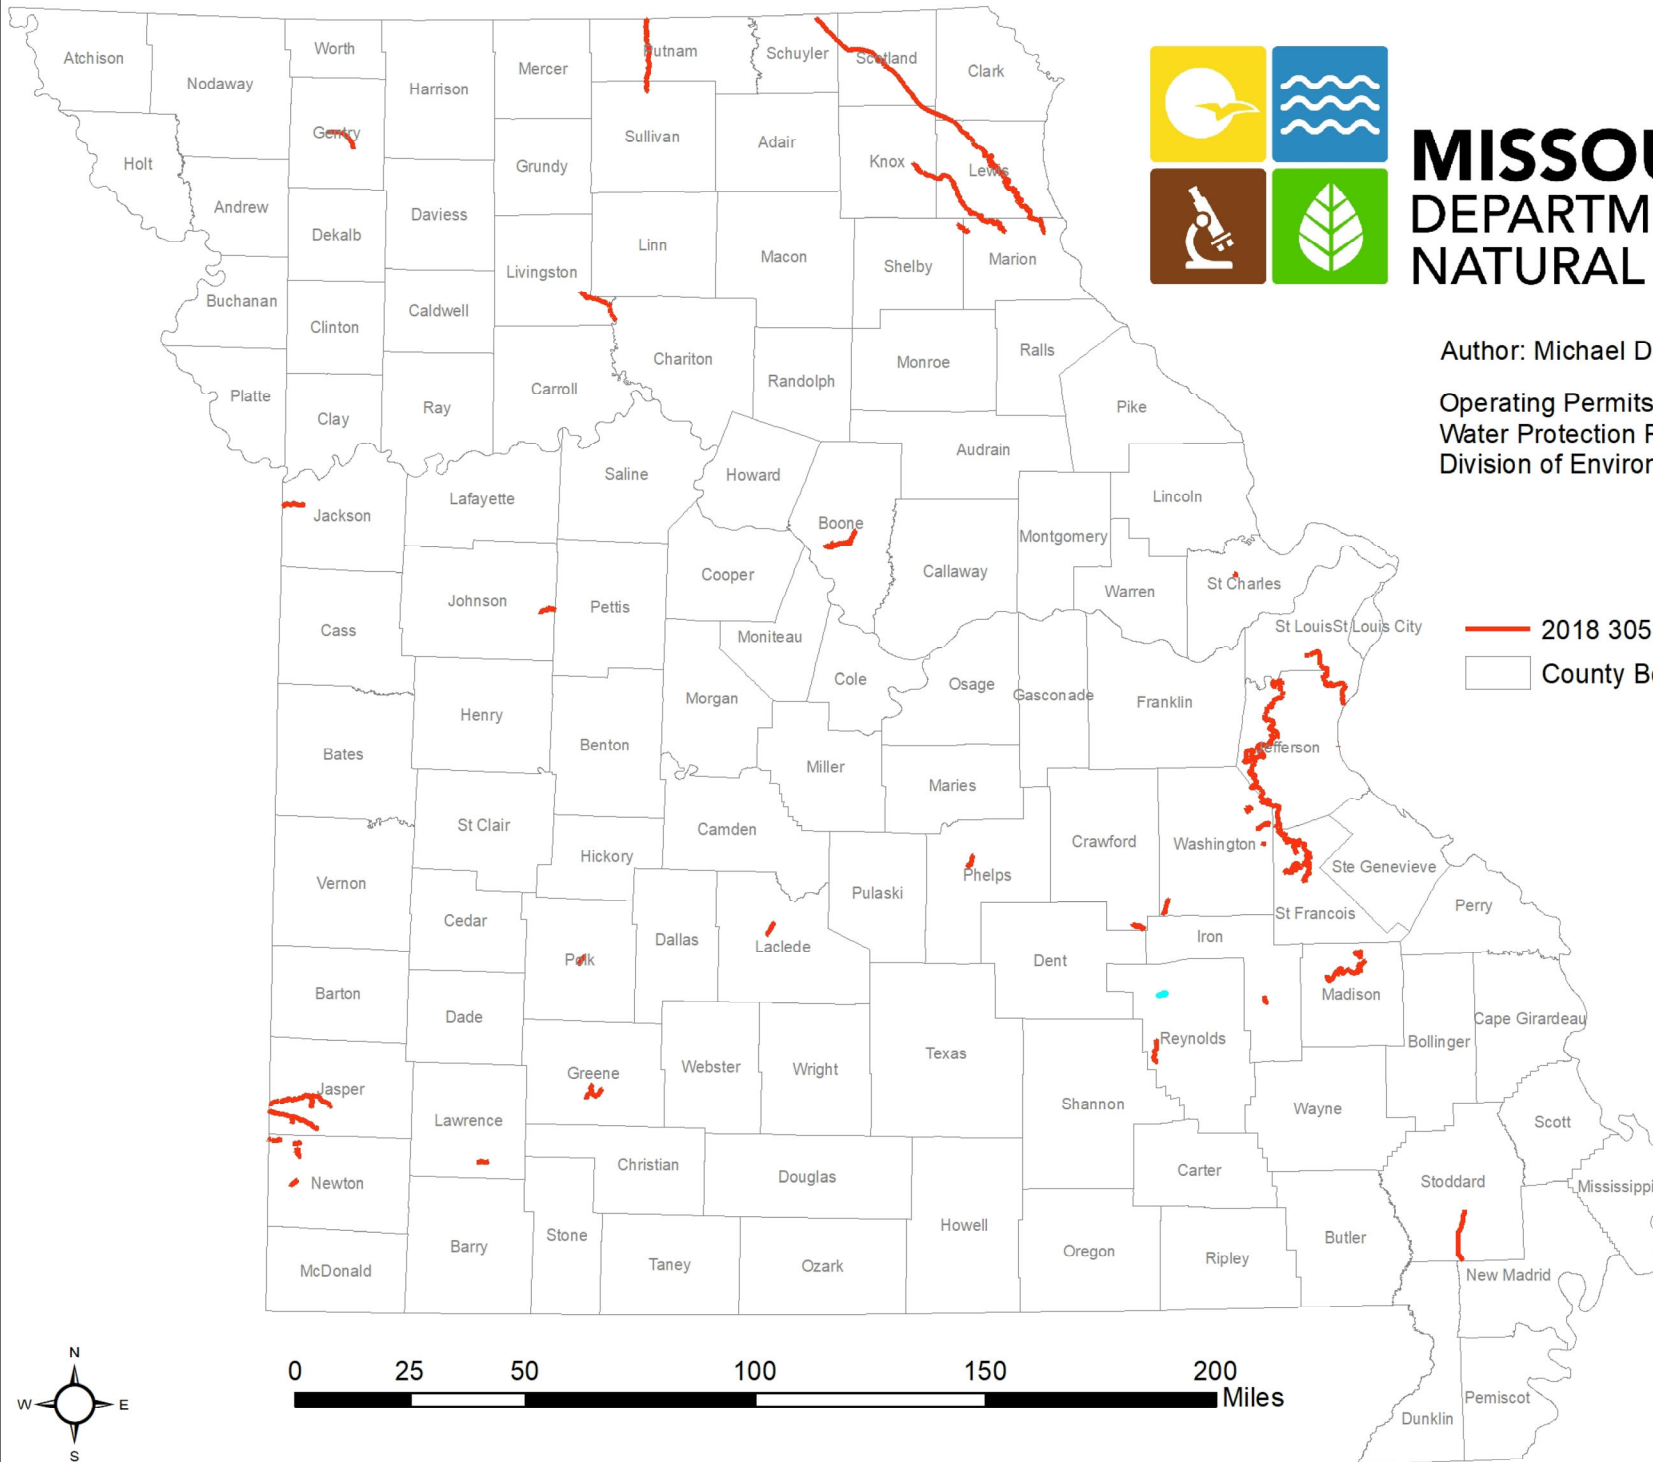 Atchison
Nodaway
Worth
Harrison
Mercer
Putnam
Schuyler
Scotland
Clark
Gentry
Holt
Andrew
Dekalb
Daviess
Grundy
Sullivan
Adair
Knox
Lewis
Buchanan
Clinton
Caldwell
Livingston
Linn
Macon
Shelby
Marion
Platte
Clay
Ray
Carroll
Chariton
Randolph
Monroe
Ralls
Pike
Audrain
Jackson
Lafayette
Saline
Howard
Boone
Callaway
Montgomery
Lincoln
Warren
St Charles
St Louis
St Louis City
Cass
Johnson
Pettis
Cooper
Moniteau
Cole
Osage
Gasconade
Franklin
Jefferson
Bates
Henry
Benton
Morgan
Miller
Maries
Crawford
Washington
Ste Genevieve
St Francois
Perry
Vernon
St Clair
Hickory
Camden
Pulaski
Phelps
Cedar
Polk
Dallas
Laclede
Dent
Iron
Madison
Barton
Dade
Greene
Webster
Wright
Texas
Shannon
Reynolds
Wayne
Bollinger
Cape Girardeau
Jasper
Lawrence
Newton
Christian
Douglas
Howell
Carter
Stoddard
Scott
McDonald
Barry
Stone
Taney
Ozark
Oregon
Ripley
Butler
New Madrid
Pemiscot
Dunklin
MISSOU
DEPARTM
NATURAL
Author: Michael D
Operating Permits
Water Protection
Division of Enviro
2018 305
County B
N
W E
S
0 25 50 100 150 200
Miles